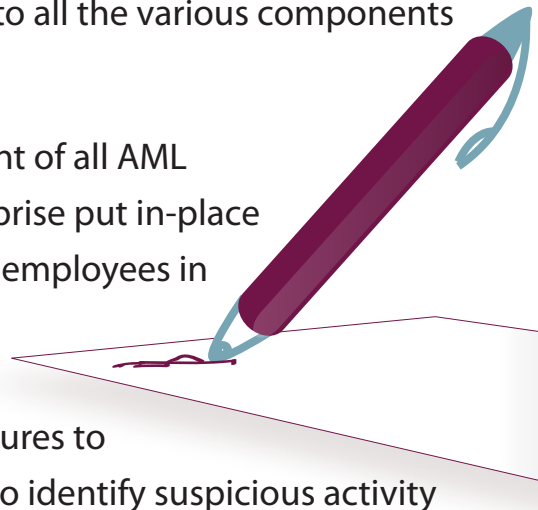 to all the various components
nt of all AML
prise put in-place
employees in
ures to
o identify suspicious activity